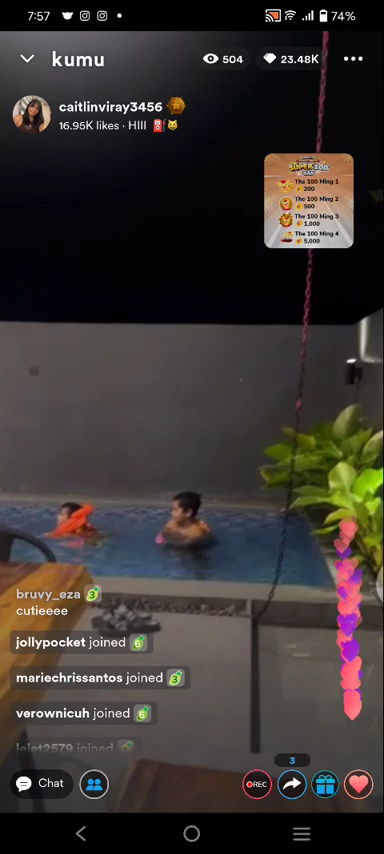 7:57
74%
kumu
504
23.48K
caitlinviray3456
16.95K likes · HIII
The 100 Ming 1
200
The 100 Ming 2
500
The 100 Ming 3
1,000
The 100 Ming 4
5,000
bruvy_eza 3
cutieeee
jollypocket joined 6
mariechrissantos joined 3
verownicuh joined 6
lelet2579 joined
3
Chat
REC